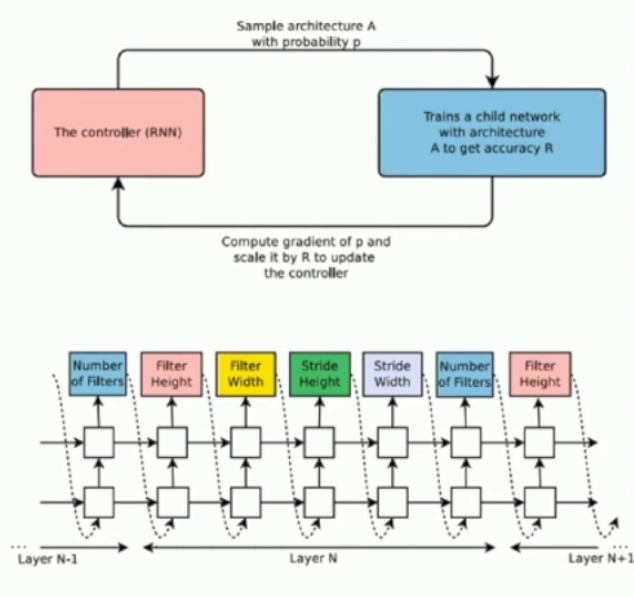 Sample architecture A
with probability p
The controller (RNN)
Trains a child network
with architecture
A to get accuracy R
Compute gradient of p and
scale it by R to update
the controller
Number
of Filters
Filter
Height
Filter
Width
Stride
Height
Stride
Width
Number
of Filters
Filter
Height
... Layer N-1
Layer N
...
Layer N+1